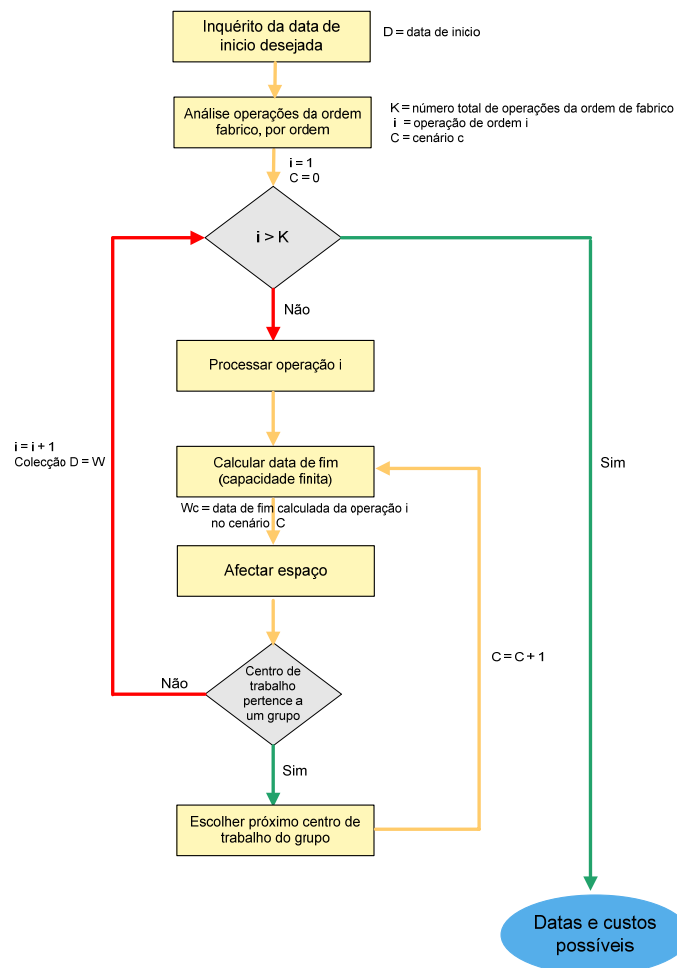 Inquérito da data de
inicio desejada
D = data de inicio
Análise operações da ordem
fabrico, por ordem
K = número total de operações da ordem de fabrico
i = operação de ordem i
C = cenário c
i = 1
C = 0
i > K
Não
Processar operação i
i = i + 1
Colecção D = W
Sim
Calcular data de fim
(capacidade finita)
Wc = data de fim calculada da operação i
no cenário C
Afectar espaço
C = C + 1
Centro de
trabalho
pertence a
um grupo
Não
Sim
Escolher próximo centro de
trabalho do grupo
Datas e custos
possíveis